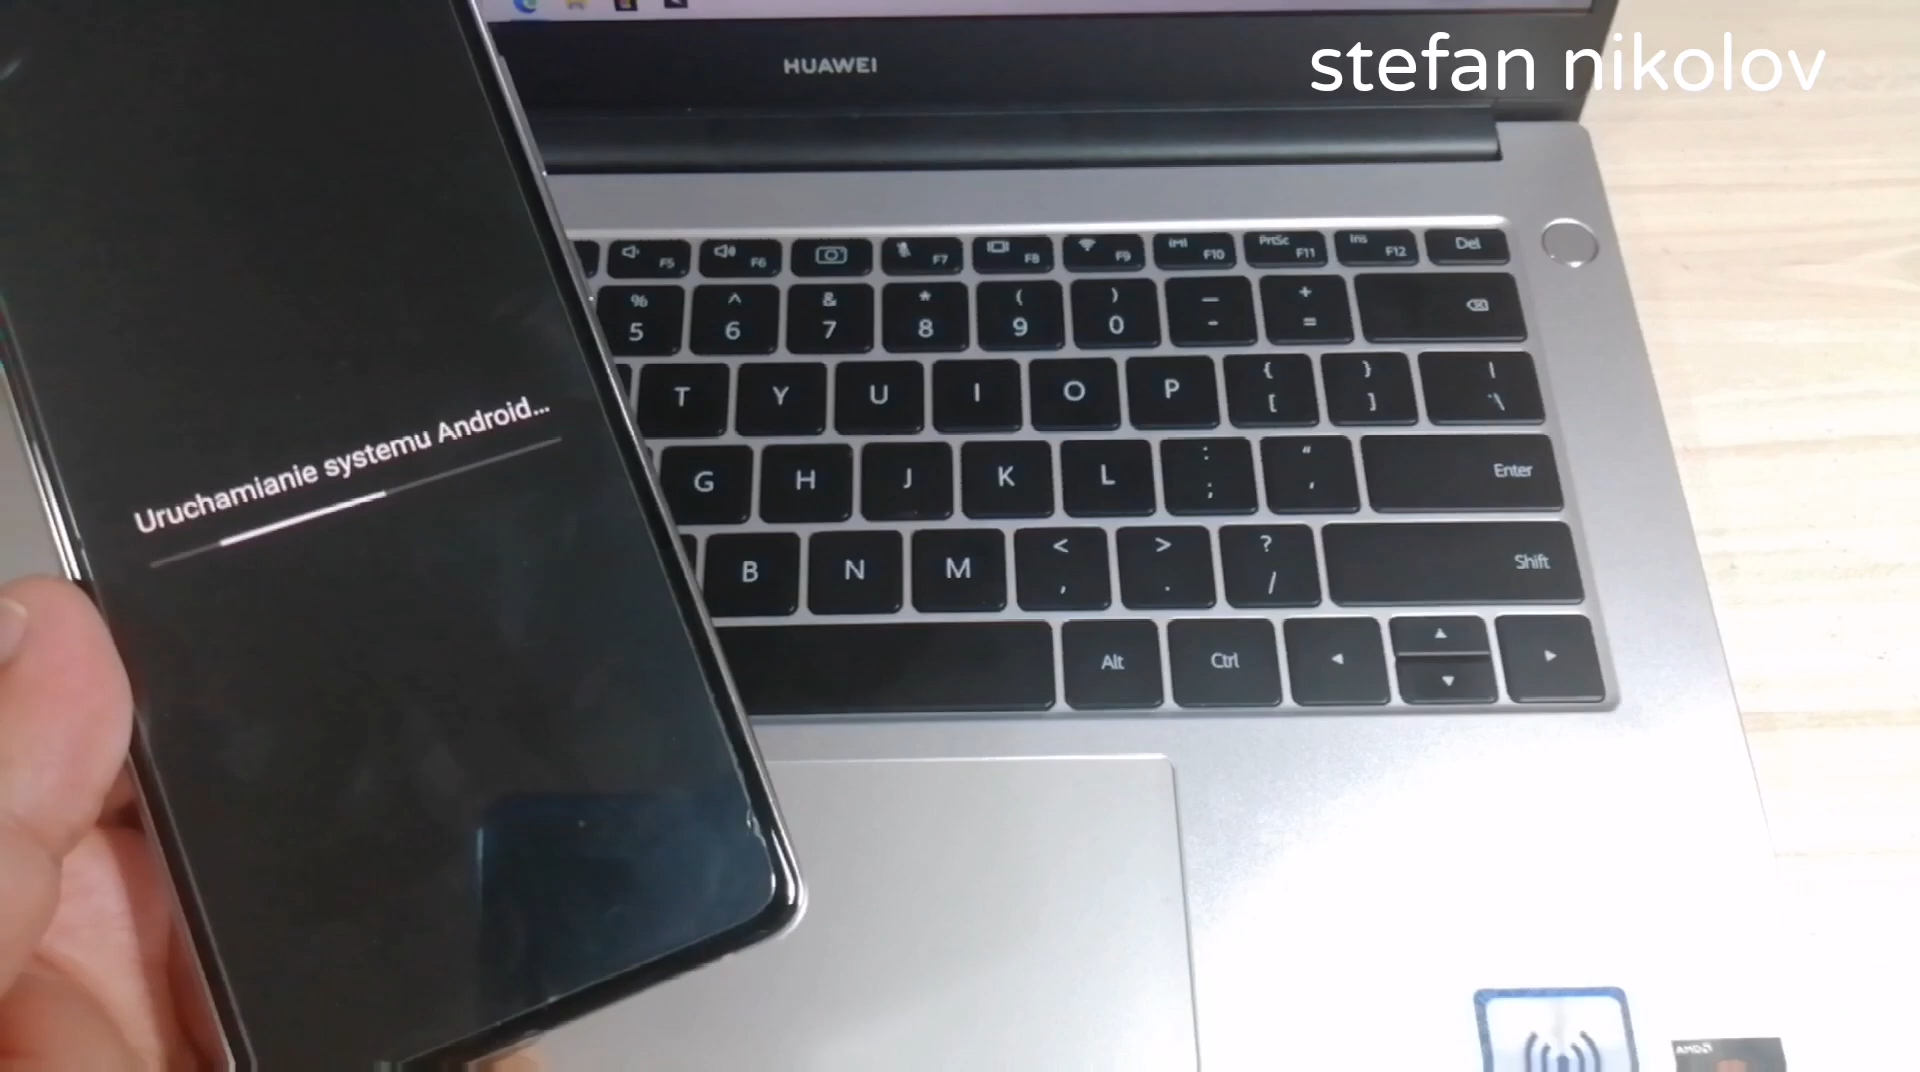 stefan nikolov
HUAWEI
Uruchamianie systemu Android...
F5 F6 F7 F8 F9 F10 PrtSc F11 Ins F12 Del
% 5 ^ 6 & 7 * 8 ( 9 ) 0 — - + =
T Y U I O P { [ } ] | \
G H J K L : ; " ' Enter
B N M < , > . ? / Shift
Alt Ctrl
AMD